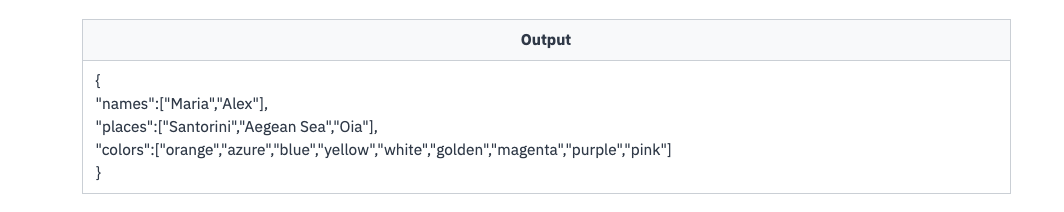 Output
{
"names":["Maria","Alex"],
"places":["Santorini","Aegean Sea","Oia"],
"colors":["orange","azure","blue","yellow","white","golden","magenta","purple","pink"]
}